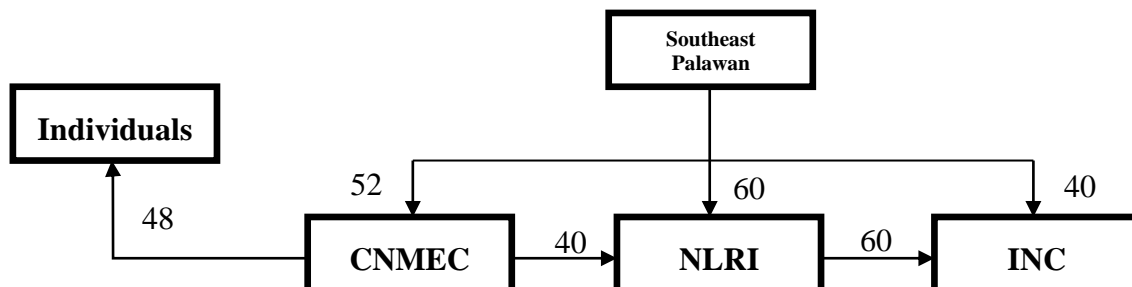 Southeast
Palawan
Individuals
52
60
40
48
CNMEC
40
NLRI
60
INC